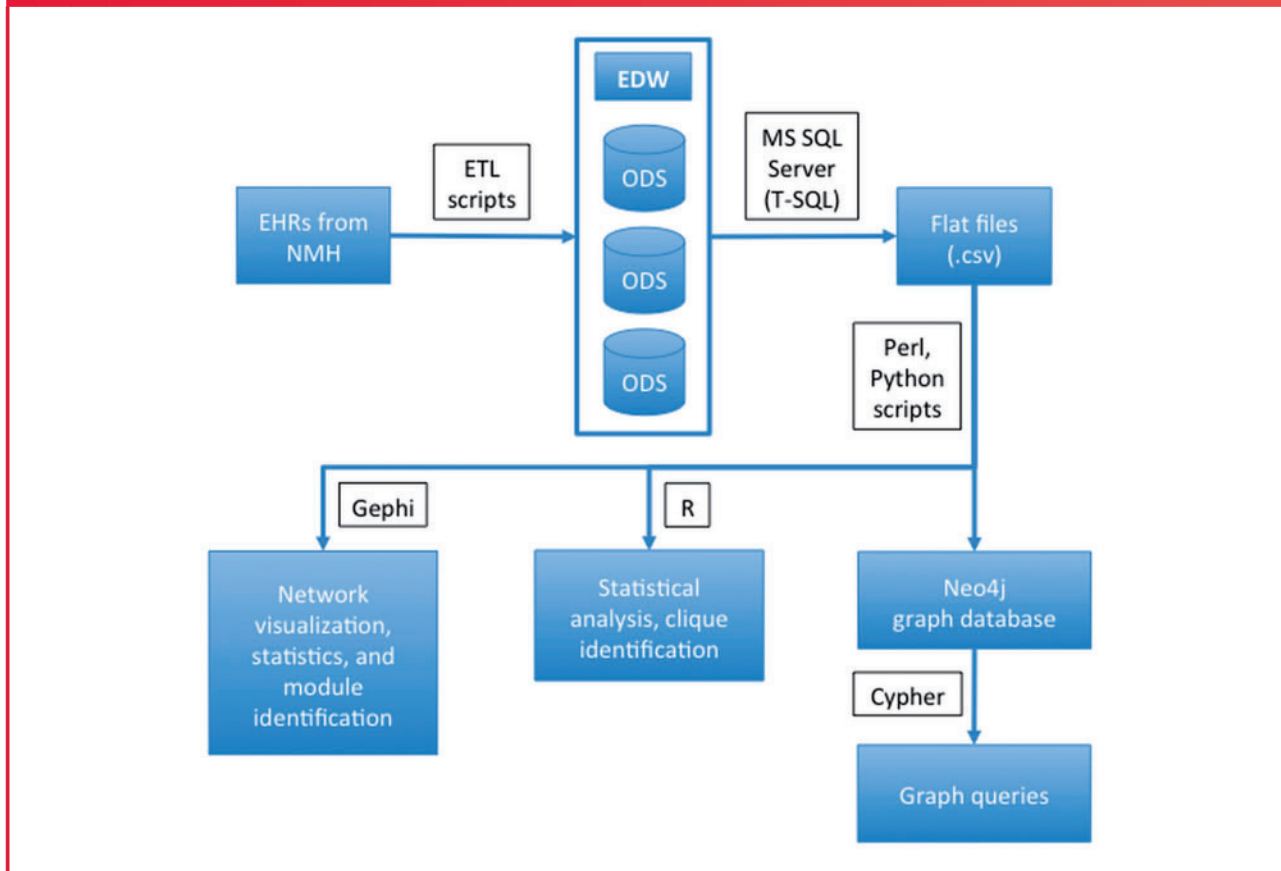 EDW
ODS
ODS
ODS
ETL
scripts
MS SQL
Server
(T-SQL)
EHRs from
NMH
Flat files
(.csv)
Perl,
Python
scripts
Gephi
R
Network
visualization,
statistics, and
module
identification
Statistical
analysis, clique
identification
Neo4j
graph database
Cypher
Graph queries